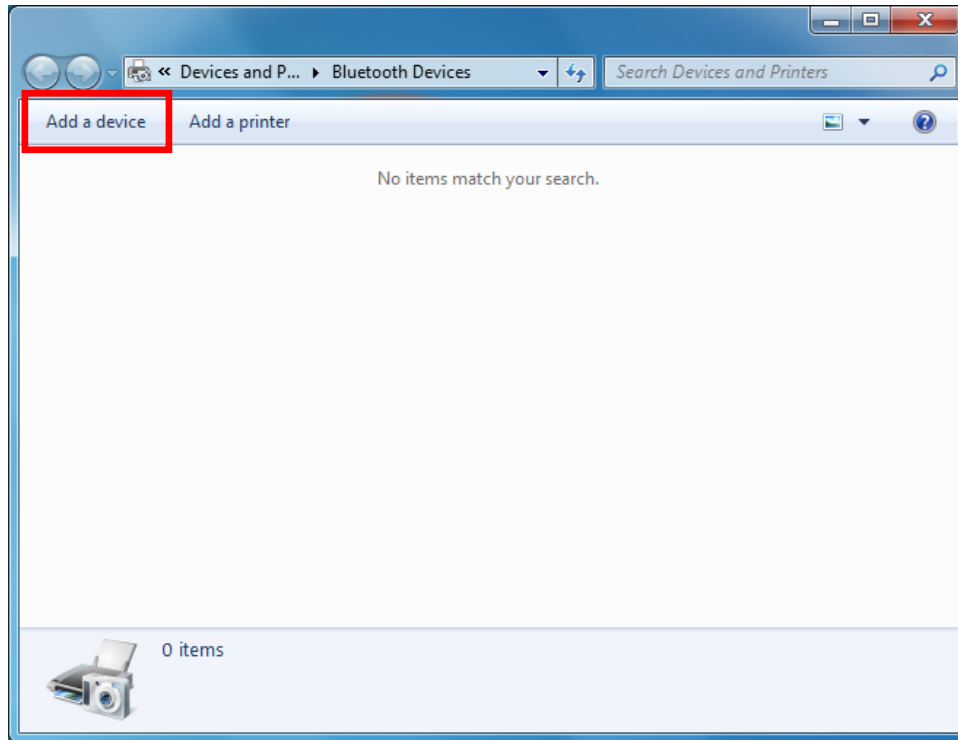 « Devices and P... Bluetooth Devices Search Devices and Printers
Add a device Add a printer
No items match your search.
0 items